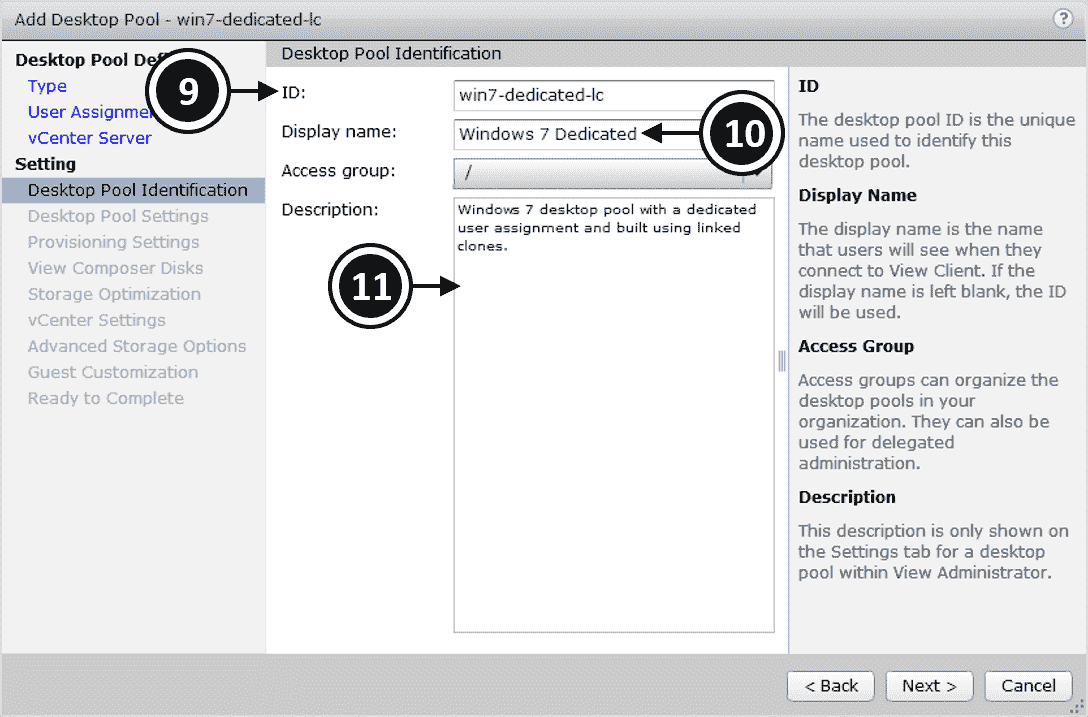 Add Desktop Pool - win7-dedicated-lc
?
Desktop Pool Def
Type
User Assignme
vCenter Server
Setting
Desktop Pool Identification
Desktop Pool Settings
Provisioning Settings
View Composer Disks
Storage Optimization
vCenter Settings
Advanced Storage Options
Guest Customization
Ready to Complete
Desktop Pool Identification
9
ID:
win7-dedicated-lc
Display name:
Windows 7 Dedicated
10
Access group:
/
Description:
Windows 7 desktop pool with a dedicated
user assignment and built using linked
clones.
11
ID
The desktop pool ID is the unique
name used to identify this
desktop pool.
Display Name
The display name is the name
that users will see when they
connect to View Client. If the
display name is left blank, the ID
will be used.
Access Group
Access groups can organize the
desktop pools in your
organization. They can also be
used for delegated
administration.
Description
This description is only shown on
the Settings tab for a desktop
pool within View Administrator.
< Back
Next >
Cancel